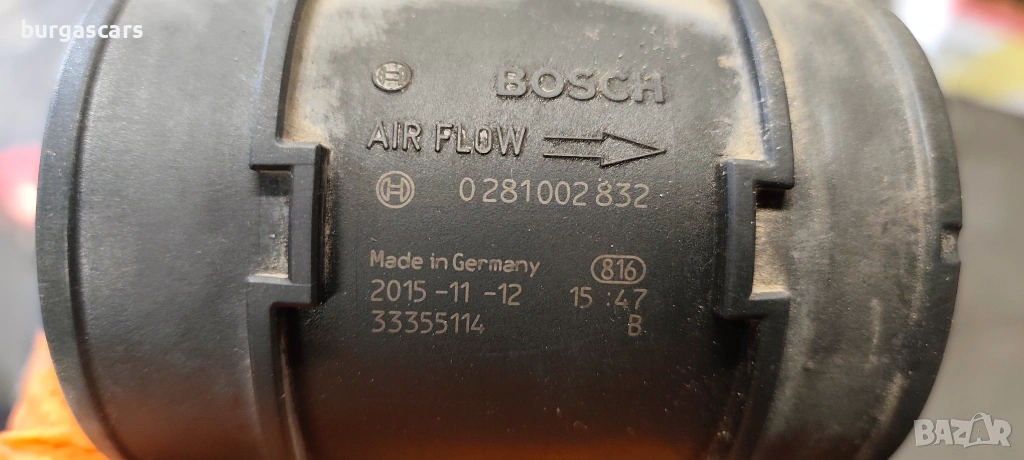 burgascars
BOSCH
AIR FLOW
0 281 002 832
Made in Germany 816
2015-11-12 15:47
33355114 B
BAZAR